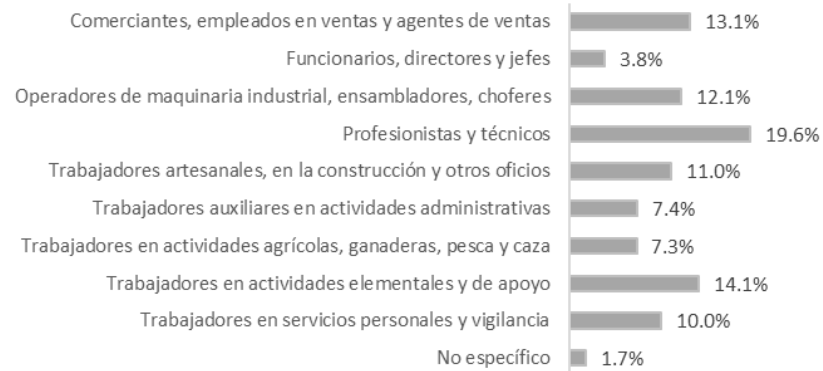 Comerciantes, empleados en ventas y agentes de ventas 13.1%
Funcionarios, directores y jefes 3.8%
Operadores de maquinaria industrial, ensambladores, choferes 12.1%
Profesionistas y técnicos 19.6%
Trabajadores artesanales, en la construcción y otros oficios 11.0%
Trabajadores auxiliares en actividades administrativas 7.4%
Trabajadores en actividades agrícolas, ganaderas, pesca y caza 7.3%
Trabajadores en actividades elementales y de apoyo 14.1%
Trabajadores en servicios personales y vigilancia 10.0%
No específico 1.7%